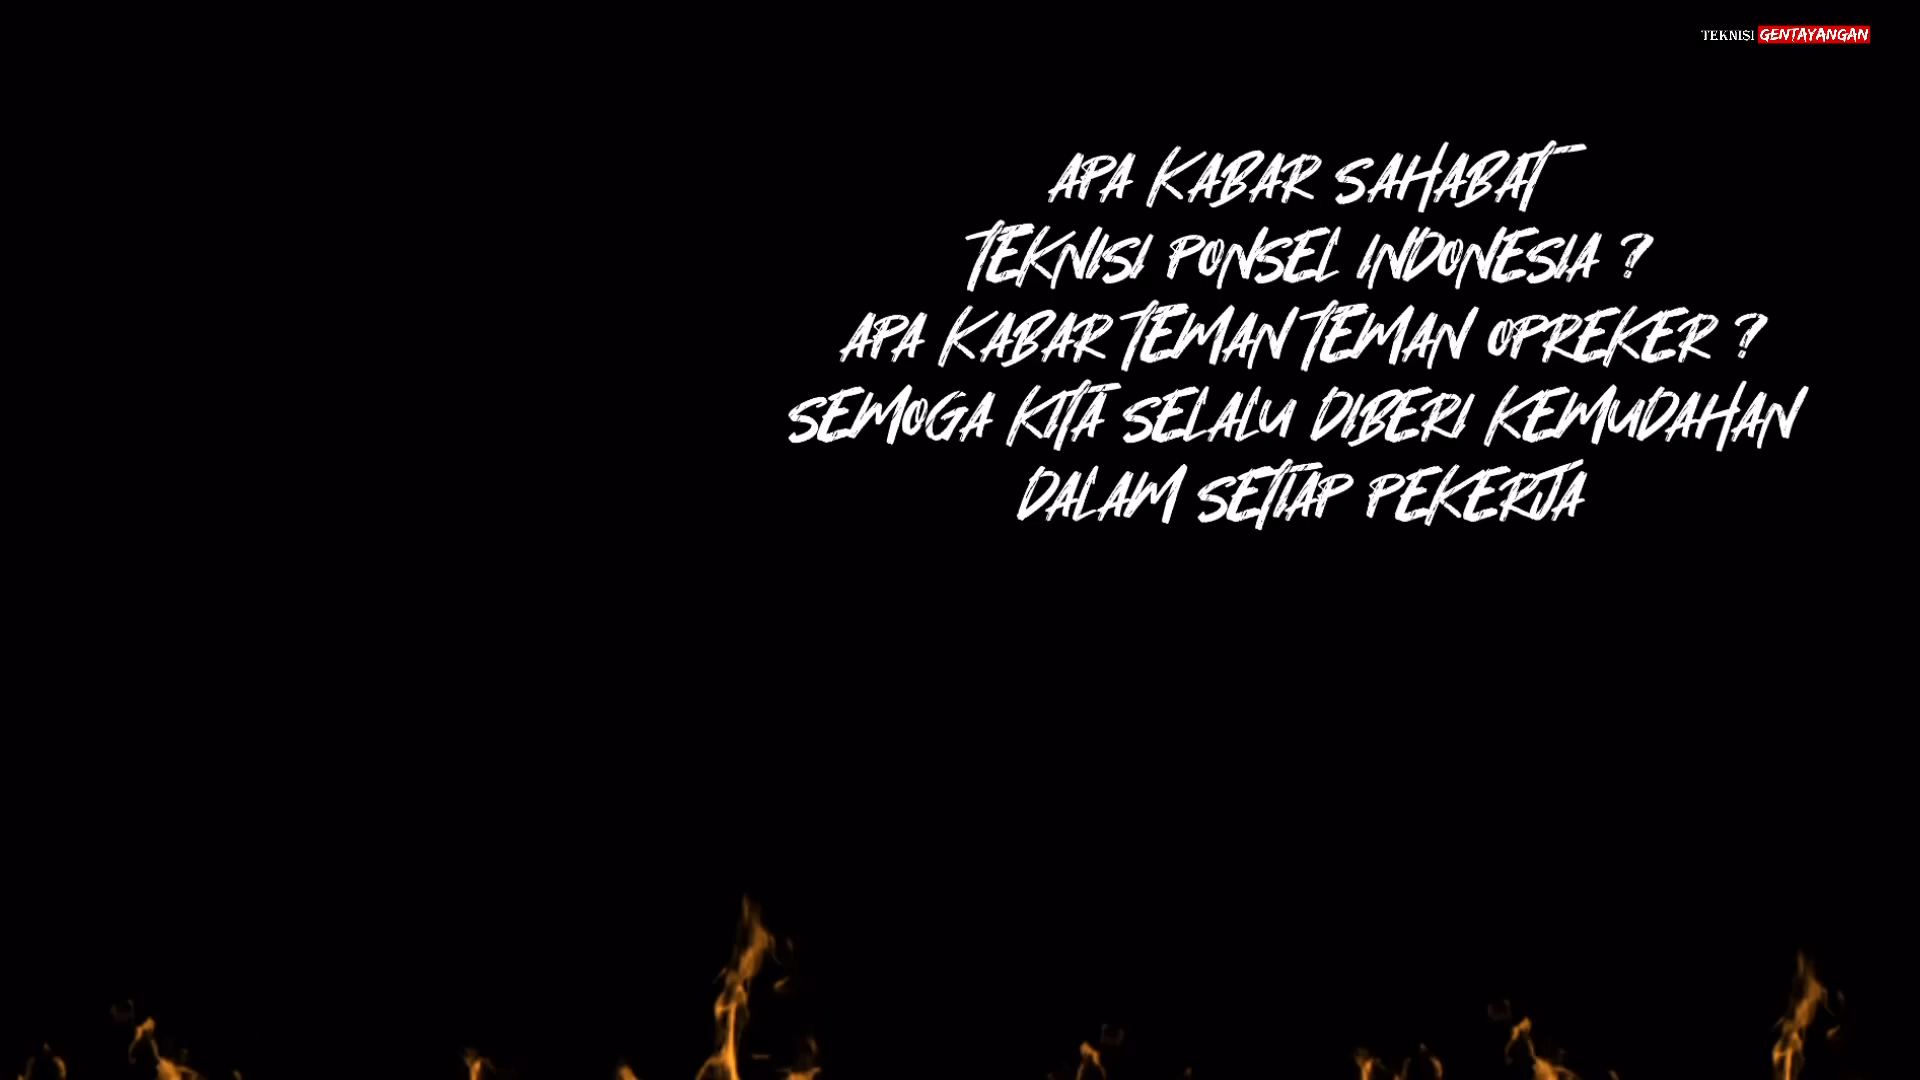 TEKNISI GENTAYANGAN
APA KABAR SAHABAT
TEKNISI PONSEL INDONESIA ?
APA KABAR TEMAN TEMAN OPREKER ?
SEMOGA KITA SELALU DIBERI KEMUDAHAN
DALAM SETIAP PEKERJA